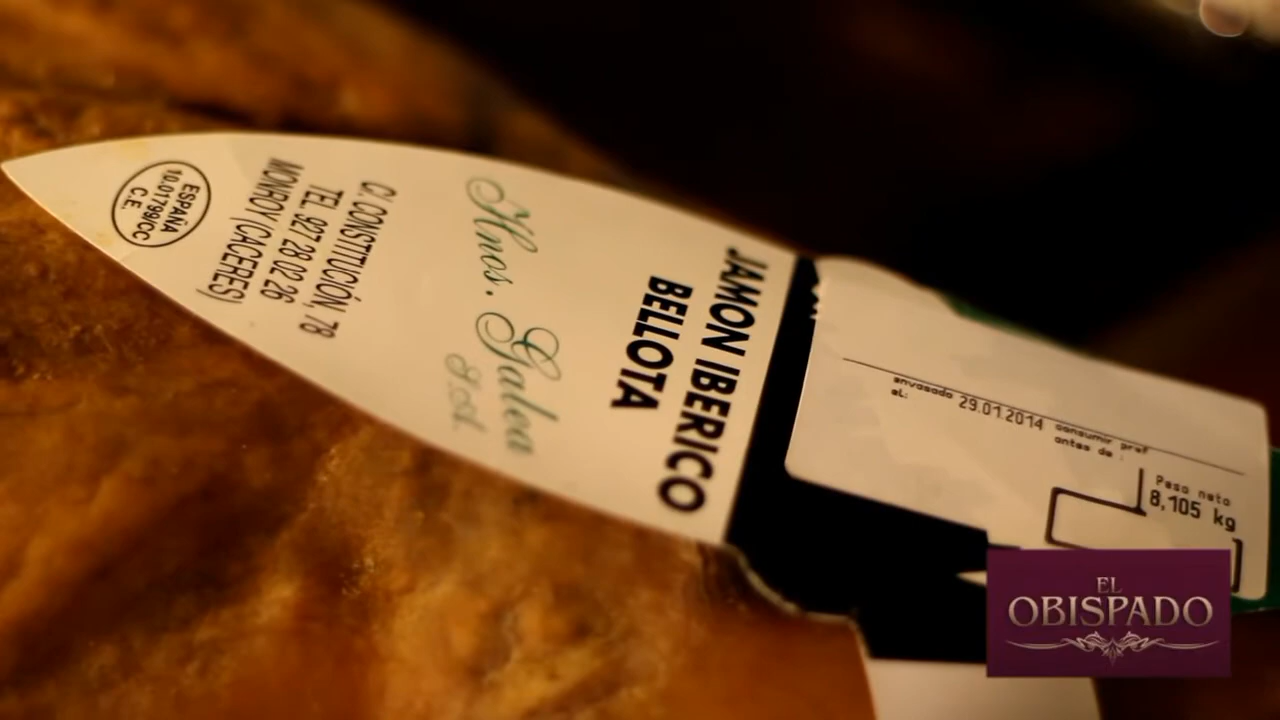 JAMON IBERICO
BELLOTA
Hnos. Galea
S.A.
C/. CONSTITUCIÓN, 78
TEL. 927 28 02 26
MONROY (CACERES)
ESPAÑA
10.01799/CC
C.E.
envasado
el: 29.01.2014
consumir pref
antes de :
Peso neto
8,105 kg
EL
OBISPADO